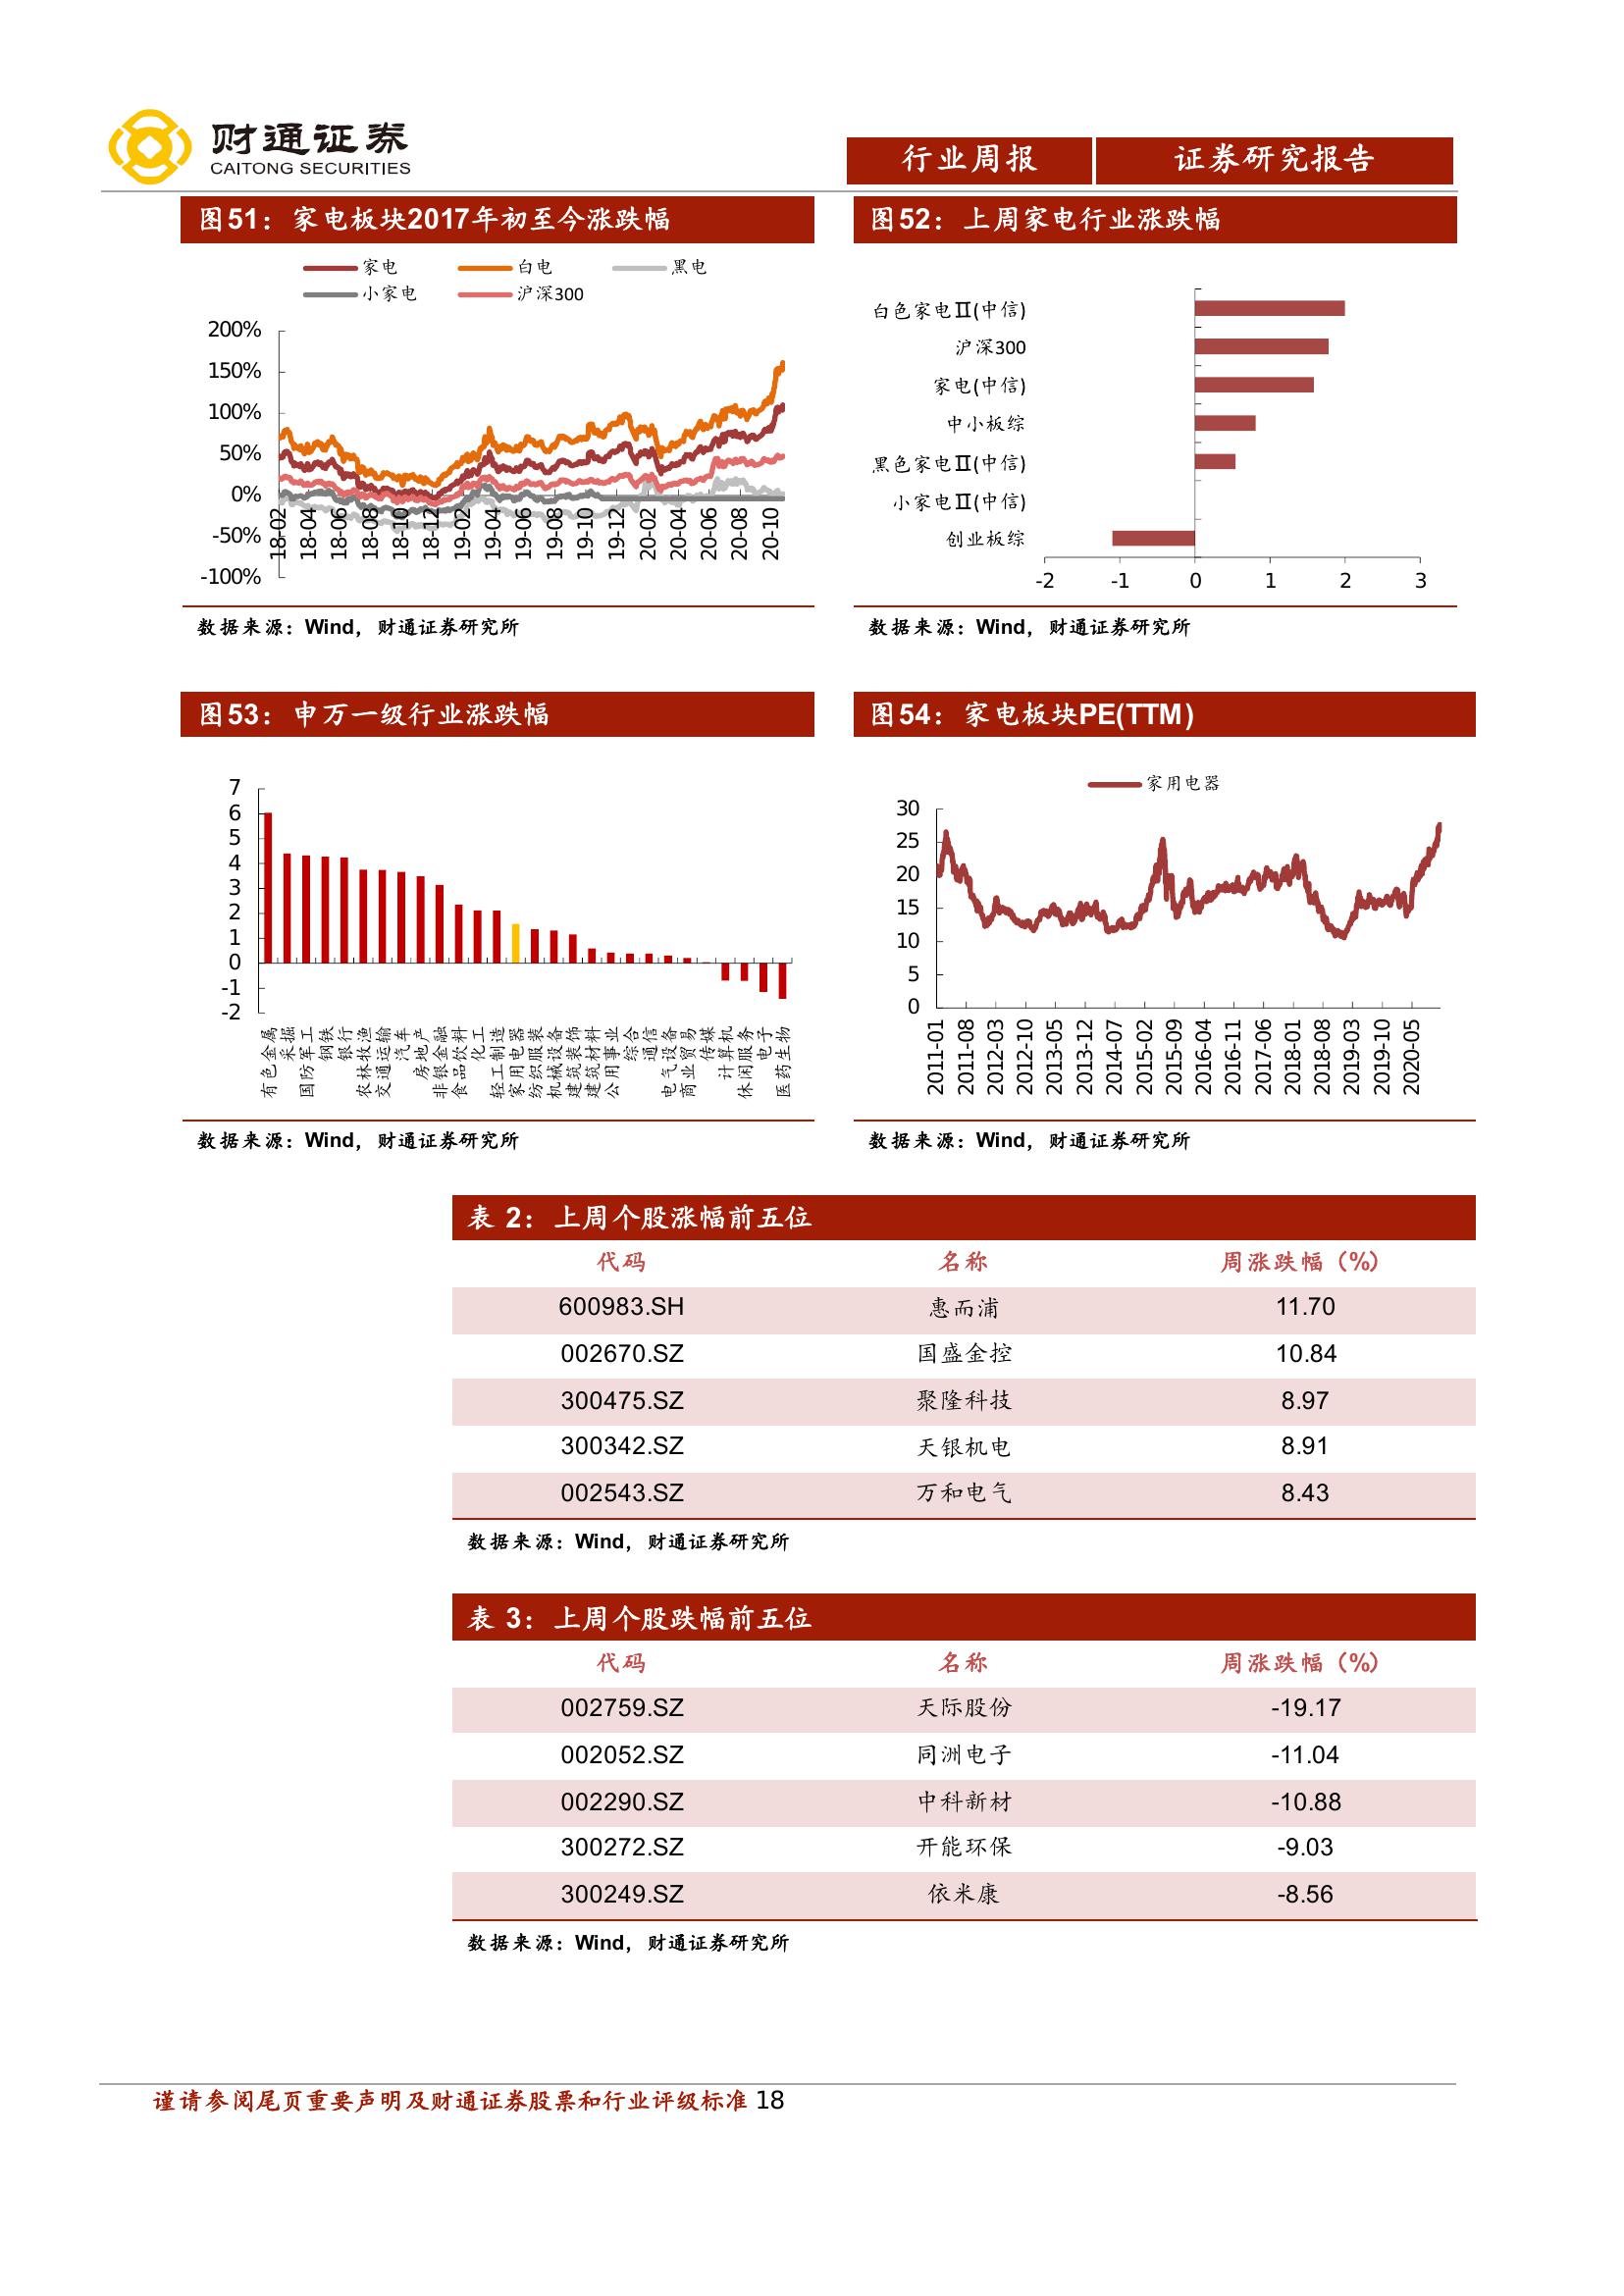 财通证券
CAITONG SECURITIES
行业周报 证券研究报告
图51：家电板块2017年初至今涨跌幅
家电 白电 黑电
小家电 沪深300
200%
150%
100%
50%
0%
-50%
-100%
18-02 18-04 18-06 18-08 18-10 18-12 19-02 19-04 19-06 19-08 19-10 19-12 20-02 20-04 20-06 20-08 20-10
数据来源：Wind，财通证券研究所
图52：上周家电行业涨跌幅
白色家电Ⅱ(中信)
沪深300
家电(中信)
中小板综
黑色家电Ⅱ(中信)
小家电Ⅱ(中信)
创业板综
-2 -1 0 1 2 3
数据来源：Wind，财通证券研究所
图53：申万一级行业涨跌幅
7
6
5
4
3
2
1
0
-1
-2
有色金属 采掘 国防军工 钢铁 银行 农林牧渔 交通运输 汽车 房地产 非银金融 食品饮料 化工 轻工制造 家用电器 纺织服装 机械设备 建筑装饰 建筑材料 公用事业 综合 通信 电气设备 商业贸易 传媒 计算机 休闲服务 电子 医药生物
数据来源：Wind，财通证券研究所
图54：家电板块PE(TTM)
家用电器
30
25
20
15
10
5
0
2011-01 2011-08 2012-03 2012-10 2013-05 2013-12 2014-07 2015-02 2015-09 2016-04 2016-11 2017-06 2018-01 2018-08 2019-03 2019-10 2020-05
数据来源：Wind，财通证券研究所
表 2：上周个股涨幅前五位
代码 名称 周涨跌幅（%）
600983.SH 惠而浦 11.70
002670.SZ 国盛金控 10.84
300475.SZ 聚隆科技 8.97
300342.SZ 天银机电 8.91
002543.SZ 万和电气 8.43
数据来源：Wind，财通证券研究所
表 3：上周个股跌幅前五位
代码 名称 周涨跌幅（%）
002759.SZ 天际股份 -19.17
002052.SZ 同洲电子 -11.04
002290.SZ 中科新材 -10.88
300272.SZ 开能环保 -9.03
300249.SZ 依米康 -8.56
数据来源：Wind，财通证券研究所
谨请参阅尾页重要声明及财通证券股票和行业评级标准 18